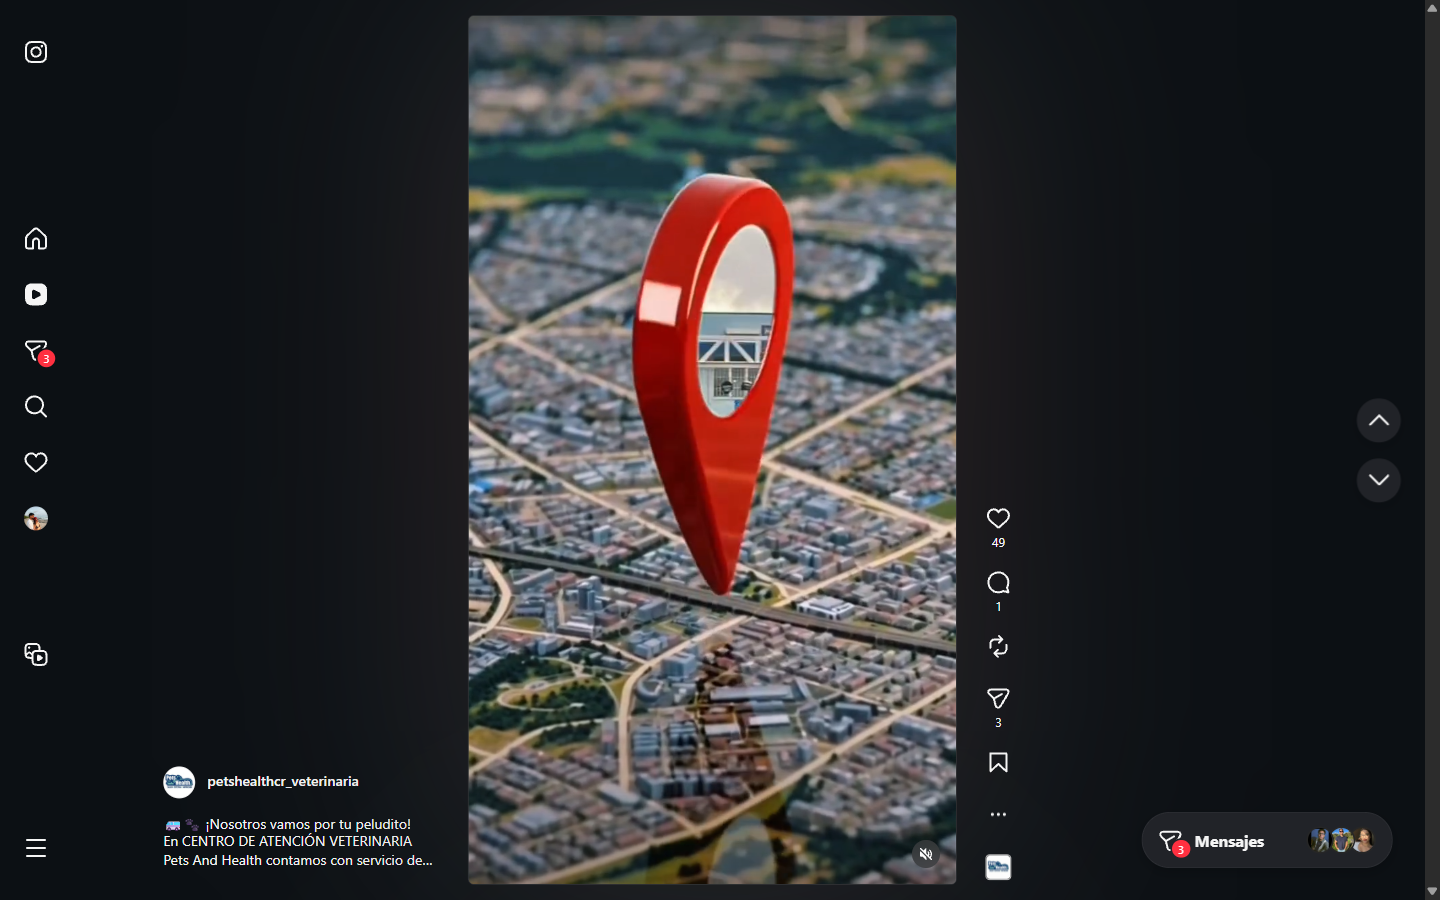 3
49
1
3
petshealthcr_veterinaria
¡Nosotros vamos por tu peludito!
En CENTRO DE ATENCIÓN VETERINARIA
Pets And Health contamos con servicio de...
3
Mensajes